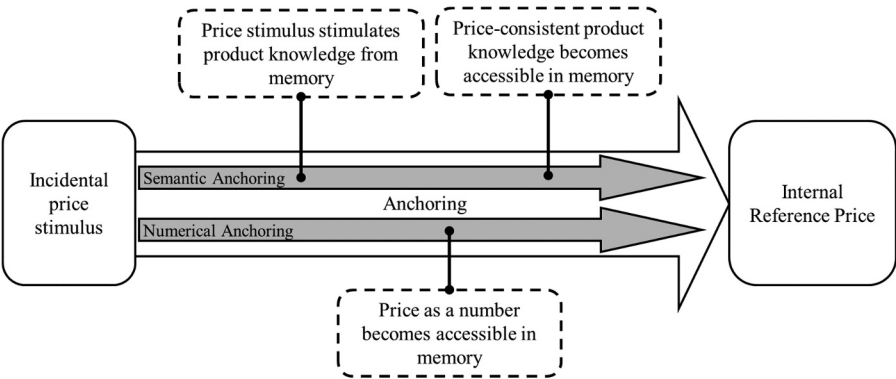 Price stimulus stimulates
product knowledge from
memory
Price-consistent product
knowledge becomes
accessible in memory
Incidental
price
stimulus
Semantic Anchoring
Anchoring
Numerical Anchoring
Internal
Reference Price
Price as a number
becomes accessible in
memory